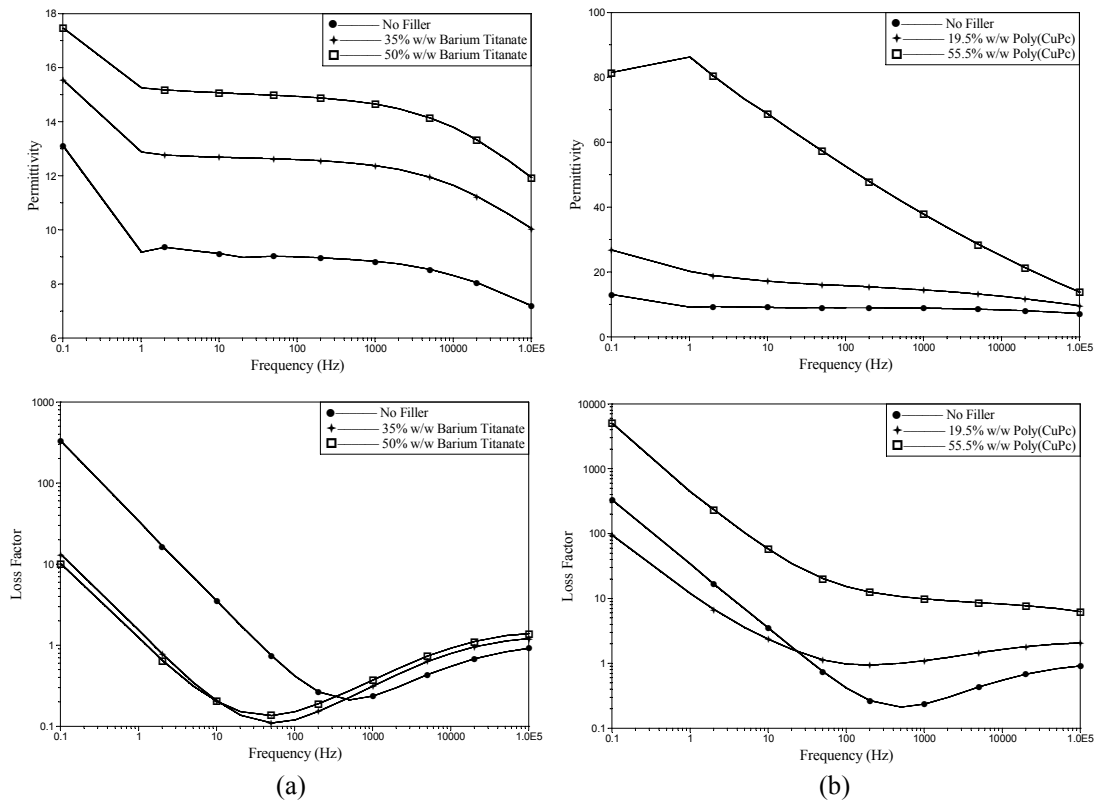 No Filler
35% w/w Barium Titanate
50% w/w Barium Titanate
18
16
14
12
10
8
6
Permittivity
0.1 1 10 100 1000 10000 1.0E5
Frequency (Hz)
No Filler
19.5% w/w Poly(CuPc)
55.5% w/w Poly(CuPc)
100
80
60
40
20
0
Permittivity
0.1 1 10 100 1000 10000 1.0E5
Frequency (Hz)
No Filler
35% w/w Barium Titanate
50% w/w Barium Titanate
1000
100
10
1
0.1
Loss Factor
0.1 1 10 100 1000 10000 1.0E5
Frequency (Hz)
(a)
No Filler
19.5% w/w Poly(CuPc)
55.5% w/w Poly(CuPc)
10000
1000
100
10
1
0.1
Loss Factor
0.1 1 10 100 1000 10000 1.0E5
Frequency (Hz)
(b)